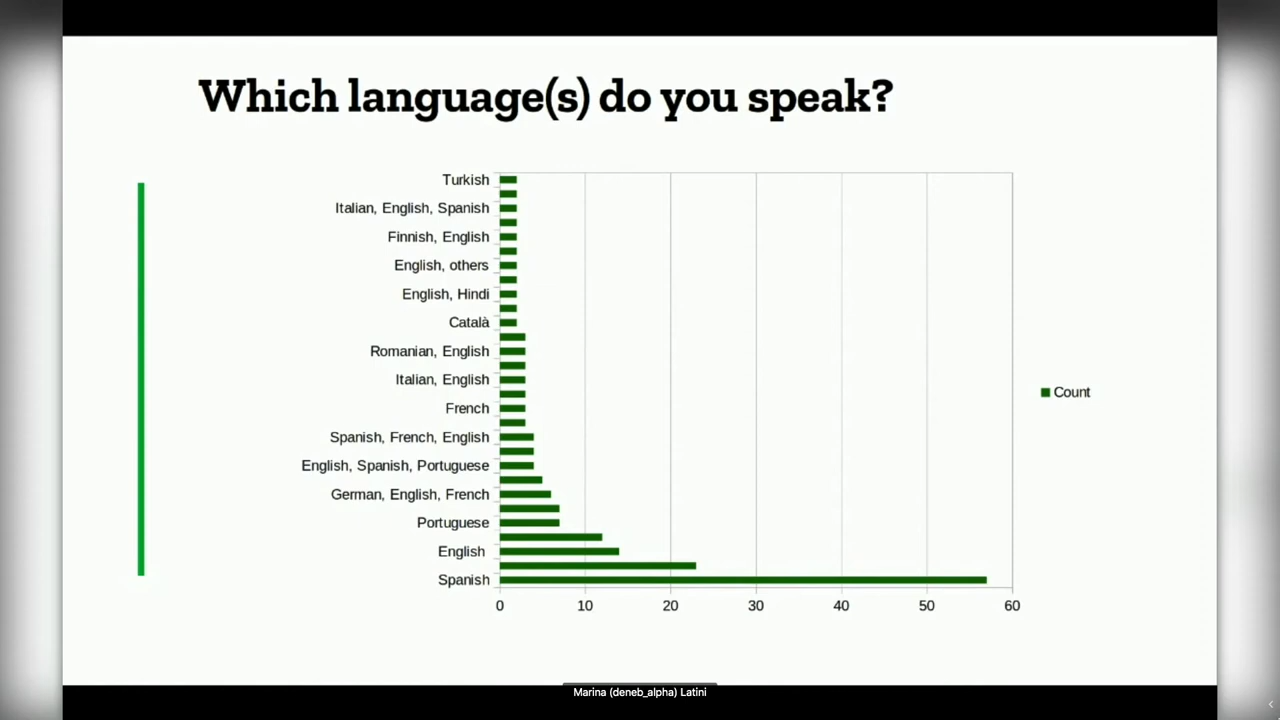 Which language(s) do you speak?
Turkish
Italian, English, Spanish
Finnish, English
English, others
English, Hindi
Català
Romanian, English
Italian, English
French
Spanish, French, English
English, Spanish, Portuguese
German, English, French
Portuguese
English
Spanish
0 10 20 30 40 50 60
Count
Marina (deneb_alpha) Latini